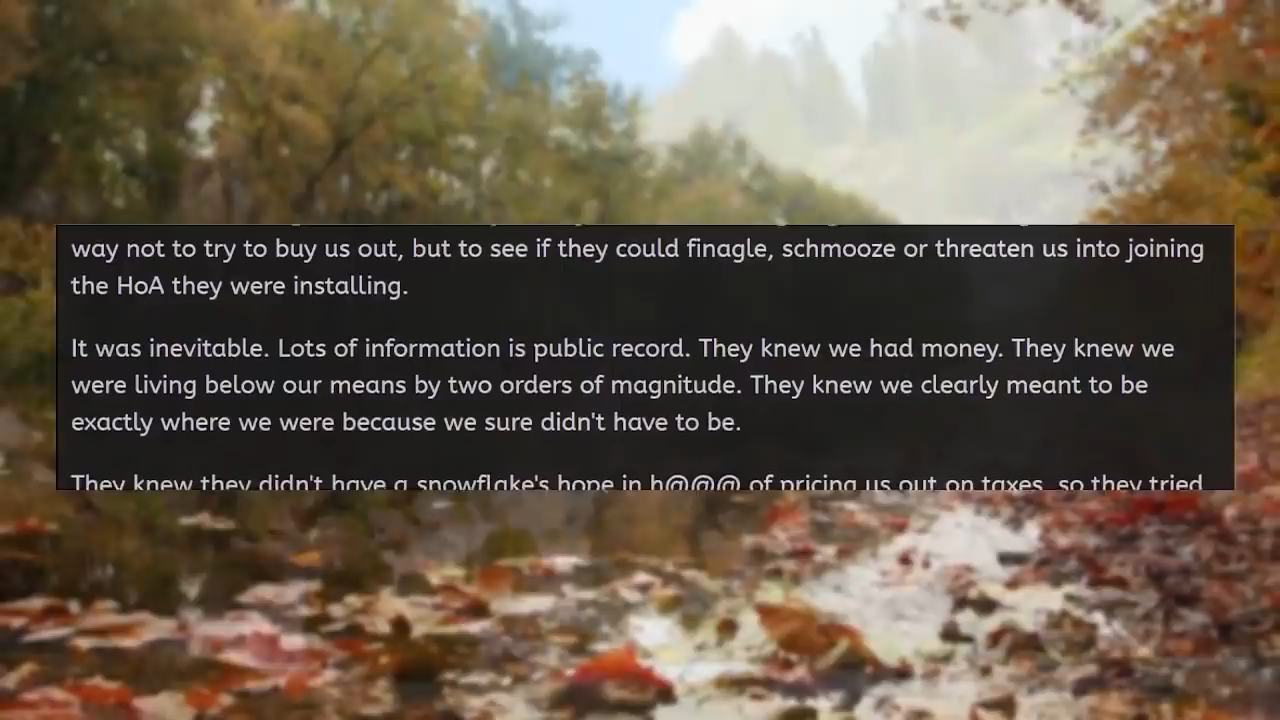 way not to try to buy us out, but to see if they could finagle, schmooze or threaten us into joining
the HoA they were installing.
It was inevitable. Lots of information is public record. They knew we had money. They knew we
were living below our means by two orders of magnitude. They knew we clearly meant to be
exactly where we were because we sure didn't have to be.
They knew they didn't have a snowflake's hope in h@@@ of pricing us out on taxes, so they tried